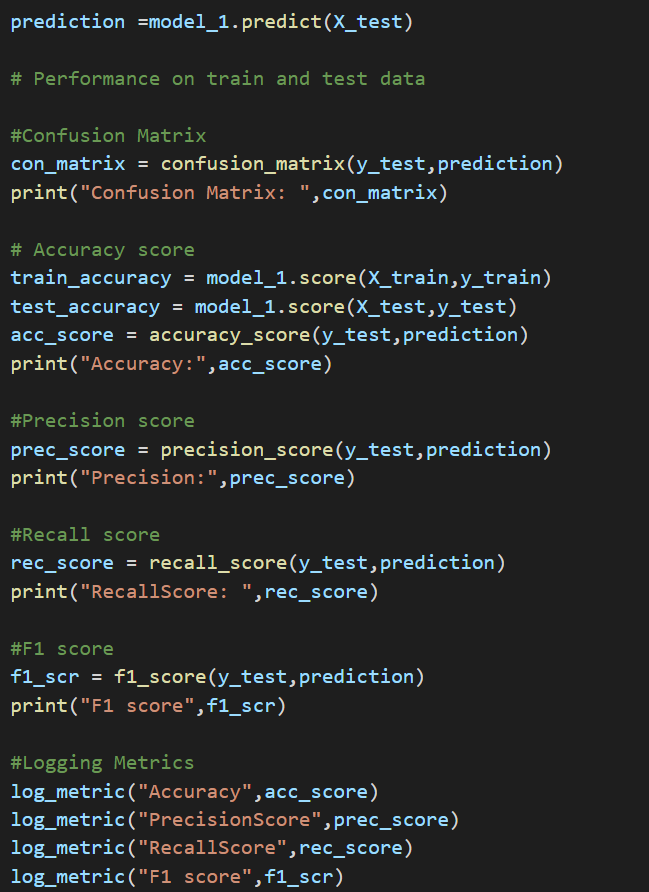 prediction =model_1.predict(X_test)
# Performance on train and test data
#Confusion Matrix
con_matrix = confusion_matrix(y_test,prediction)
print("Confusion Matrix: ",con_matrix)
# Accuracy score
train_accuracy = model_1.score(X_train,y_train)
test_accuracy = model_1.score(X_test,y_test)
acc_score = accuracy_score(y_test,prediction)
print("Accuracy:",acc_score)
#Precision score
prec_score = precision_score(y_test,prediction)
print("Precision:",prec_score)
#Recall score
rec_score = recall_score(y_test,prediction)
print("RecallScore: ",rec_score)
#F1 score
f1_scr = f1_score(y_test,prediction)
print("F1 score",f1_scr)
#Logging Metrics
log_metric("Accuracy",acc_score)
log_metric("PrecisionScore",prec_score)
log_metric("RecallScore",rec_score)
log_metric("F1 score",f1_scr)